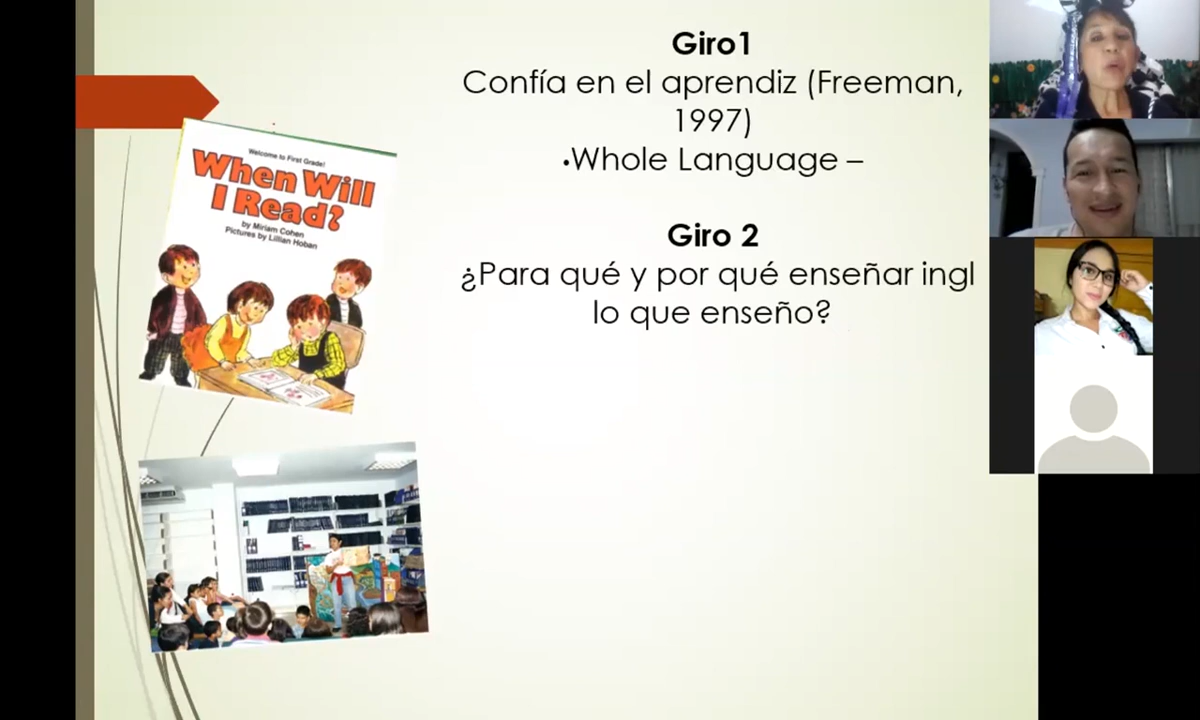 Giro1
Confía en el aprendiz (Freeman,
1997)
•Whole Language –
Giro 2
¿Para qué y por qué enseñar ingl
lo que enseño?
Welcome to First Grade!
When Will
I Read?
by Miriam Cohen
Pictures by Lillian Hoban